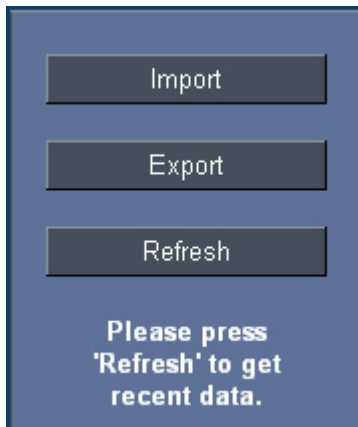 Import
Export
Refresh
Please press
'Refresh' to get
recent data.